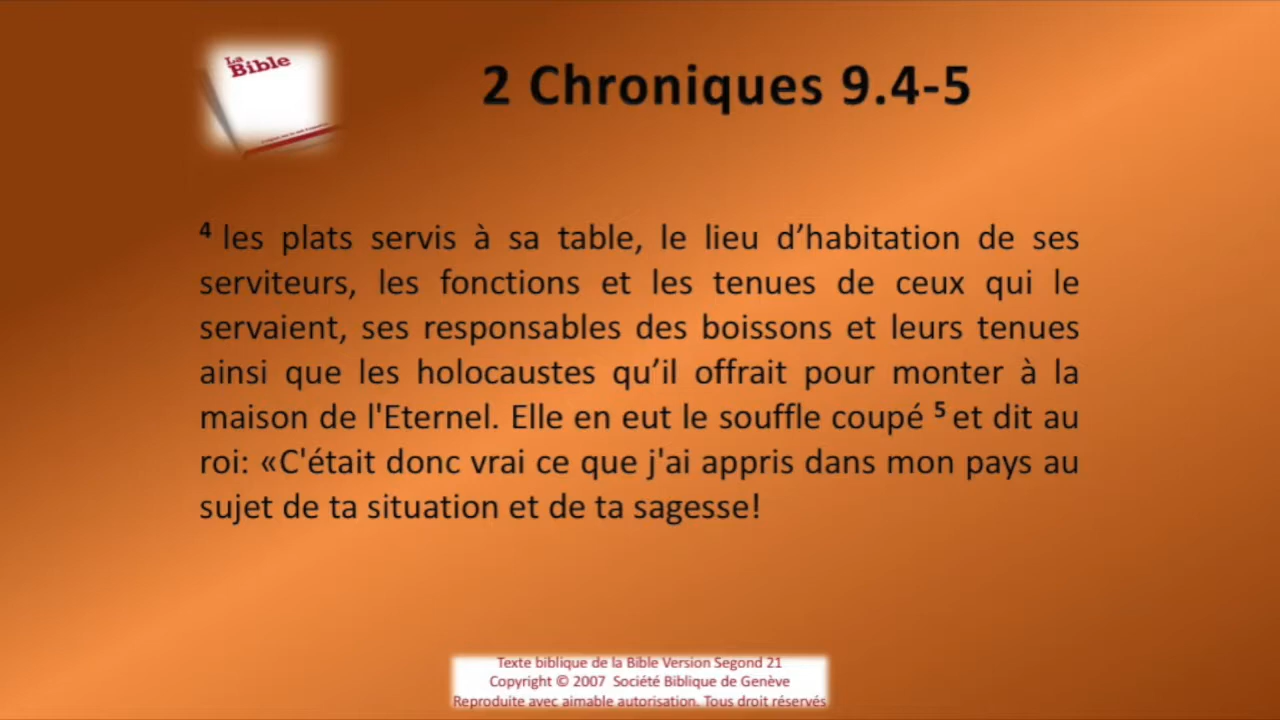 La
Bible
2 Chroniques 9.4-5
4 les plats servis à sa table, le lieu d’habitation de ses
serviteurs, les fonctions et les tenues de ceux qui le
servaient, ses responsables des boissons et leurs tenues
ainsi que les holocaustes qu’il offrait pour monter à la
maison de l'Eternel. Elle en eut le souffle coupé 5 et dit au
roi: «C'était donc vrai ce que j'ai appris dans mon pays au
sujet de ta situation et de ta sagesse!
Texte biblique de la Bible Version Segond 21
Copyright © 2007 Société Biblique de Genève
Reproduite avec aimable autorisation. Tous droit réservés